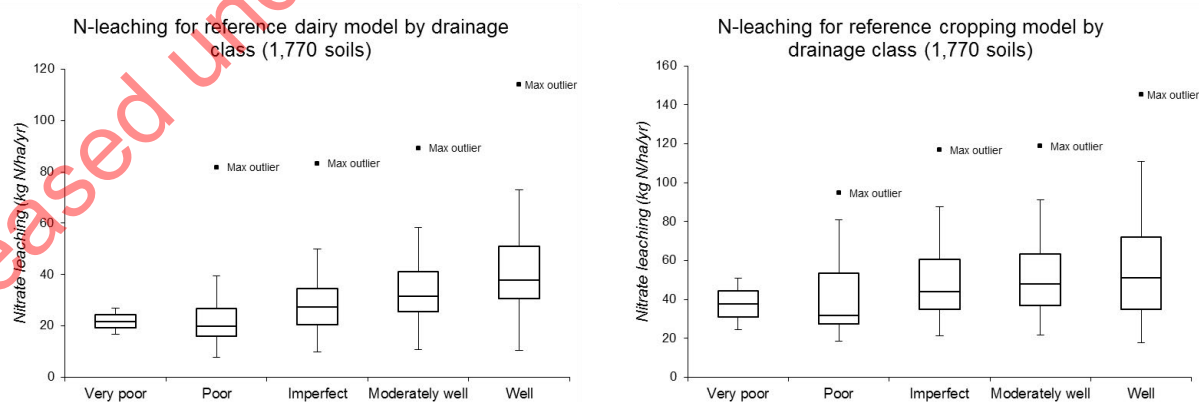 N-leaching for reference dairy model by drainage
class (1,770 soils)
120
100
80
60
40
20
0
Nitrate leaching (kg N/ha/yr)
Max outlier
Max outlier
Max outlier
Max outlier
Very poor
Poor
Imperfect
Moderately well
Well
N-leaching for reference cropping model by
drainage class (1,770 soils)
160
140
120
100
80
60
40
20
0
Nitrate leaching (kg N/ha/yr)
Max outlier
Max outlier
Max outlier
Max outlier
Very poor
Poor
Imperfect
Moderately well
Well
eased un